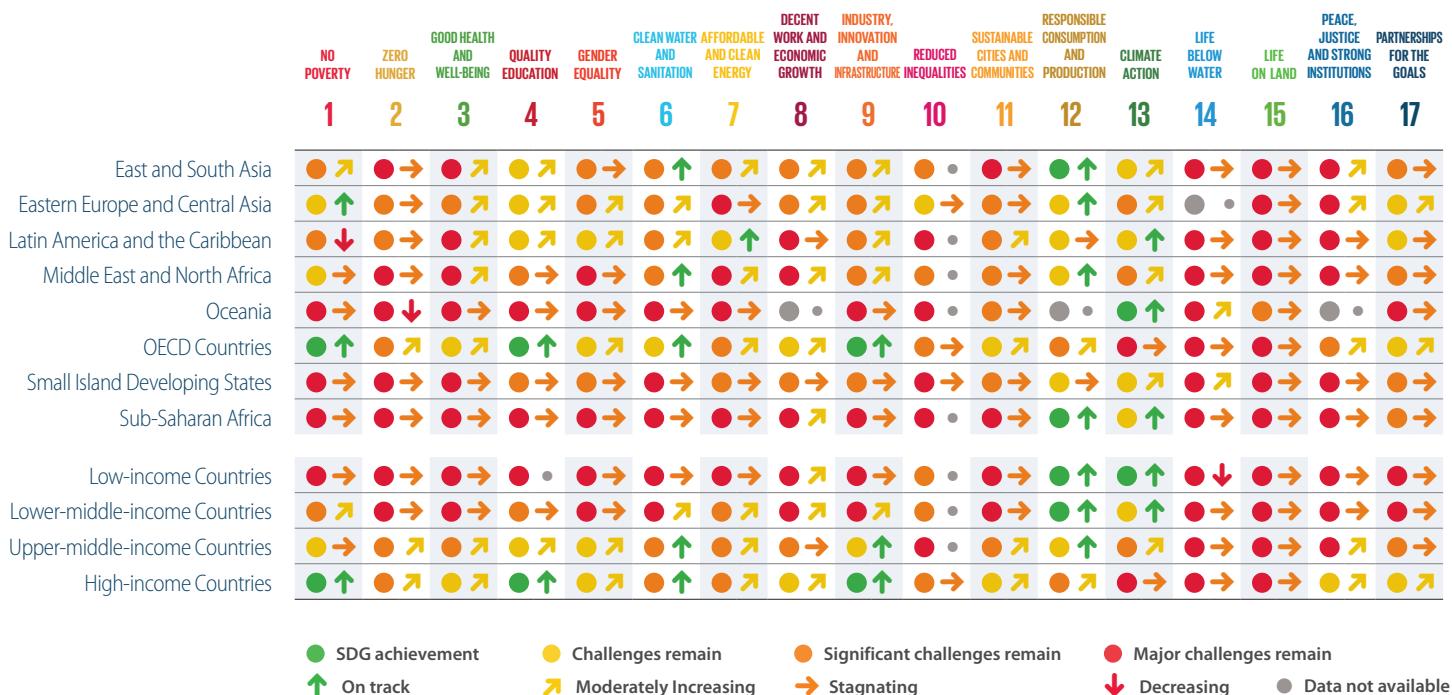 NO POVERTY
ZERO HUNGER
GOOD HEALTH AND WELL-BEING
QUALITY EDUCATION
GENDER EQUALITY
CLEAN WATER AND SANITATION
AFFORDABLE AND CLEAN ENERGY
DECENT WORK AND ECONOMIC GROWTH
INDUSTRY, INNOVATION AND INFRASTRUCTURE
REDUCED INEQUALITIES
SUSTAINABLE CITIES AND COMMUNITIES
RESPONSIBLE CONSUMPTION AND PRODUCTION
CLIMATE ACTION
LIFE BELOW WATER
LIFE ON LAND
PEACE, JUSTICE AND STRONG INSTITUTIONS
PARTNERSHIPS FOR THE GOALS
1 2 3 4 5 6 7 8 9 10 11 12 13 14 15 16 17
East and South Asia
Eastern Europe and Central Asia
Latin America and the Caribbean
Middle East and North Africa
Oceania
OECD Countries
Small Island Developing States
Sub-Saharan Africa
Low-income Countries
Lower-middle-income Countries
Upper-middle-income Countries
High-income Countries
SDG achievement Challenges remain Significant challenges remain Major challenges remain
On track Moderately Increasing Stagnating Decreasing Data not available